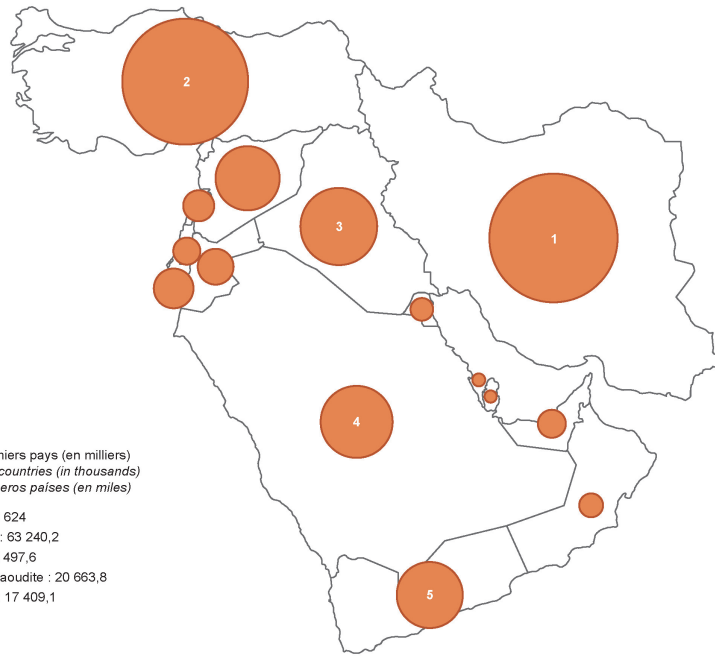 2
3
1
4
5
niers pays (en milliers)
countries (in thousands)
eros países (en miles)
624
: 63 240,2
497,6
aoudite : 20 663,8
17 409,1